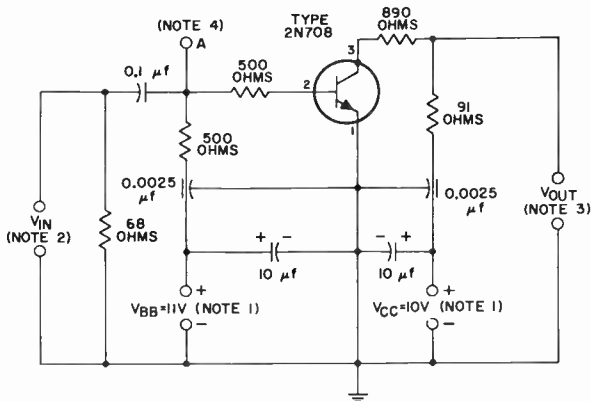 (NOTE 4)
A
TYPE
2N708
890
OHMS
3
0.1 μf
500
OHMS
2
1
500
OHMS
91
OHMS
0.0025
μf
0.0025
μf
VIN
(NOTE 2)
68
OHMS
VOUT
(NOTE 3)
+ -
10 μf
- +
10 μf
+
VBB=11V (NOTE 1)
-
+
VCC=10V (NOTE 1)
-